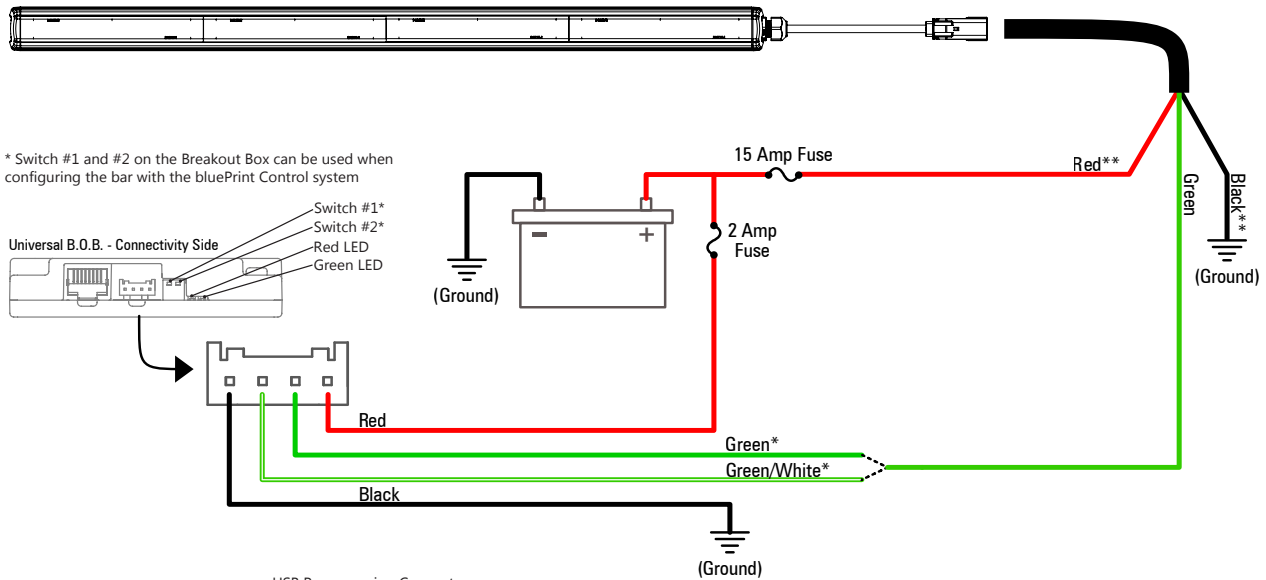 * Switch #1 and #2 on the Breakout Box can be used when
configuring the bar with the bluePrint Control system
Switch #1*
Switch #2*
Red LED
Green LED
Universal B.O.B. - Connectivity Side
15 Amp Fuse
Red**
Green
Black**
2 Amp
Fuse
(Ground)
(Ground)
Red
Green*
Green/White*
Black
(Ground)